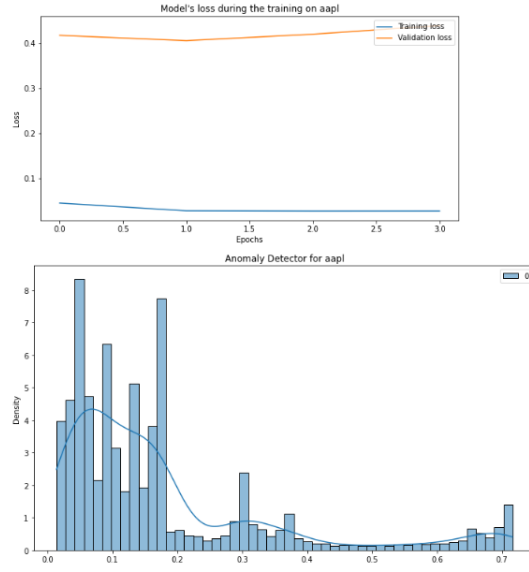 Model's loss during the training on aapl
Training loss
Validation loss
0.4
0.3
0.2
0.1
Loss
0.0 0.5 1.0 1.5 2.0 2.5 3.0
Epochs
Anomaly Detector for aapl
0
8
7
6
5
4
3
2
1
0
Density
0.0 0.1 0.2 0.3 0.4 0.5 0.6 0.7